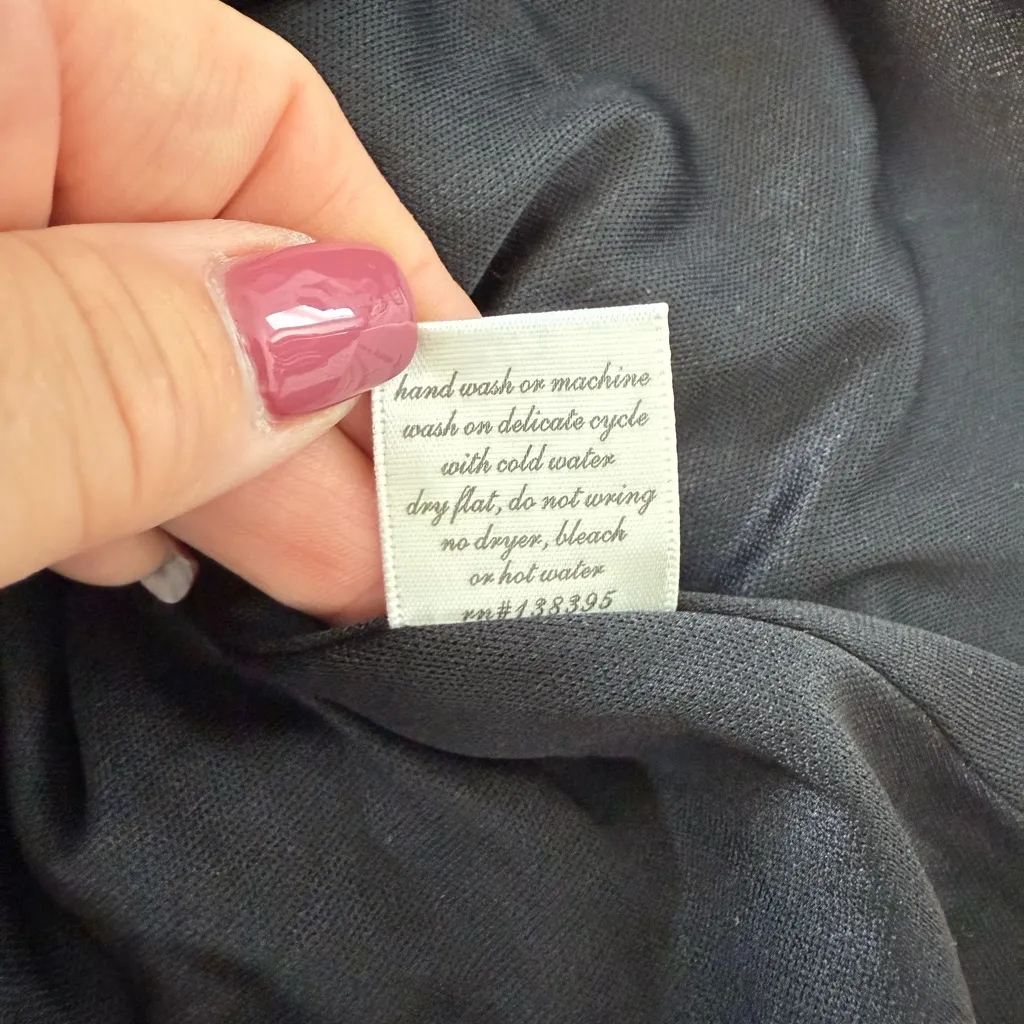 hand wash or machine
wash on delicate cycle
with cold water
dry flat, do not wring
no dryer, bleach
or hot water
rn#138395